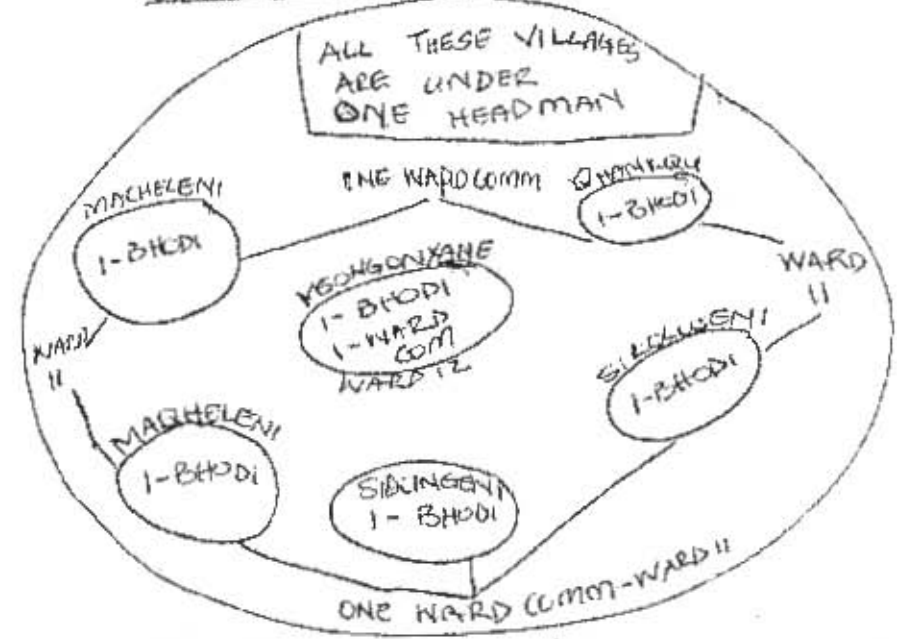 ALL THESE VILLAGES
ARE UNDER
ONE HEADMAN
ONE WARD COMM
MACHELENI
1-BHODI
1-BHODI
WARD
11
1-BHODI
1-WARD
COM
WARD 12
WARD
11
1-BHODI
MAQHELENI
1-BHODI
1- BHODI
ONE WARD COMM-WARD 11